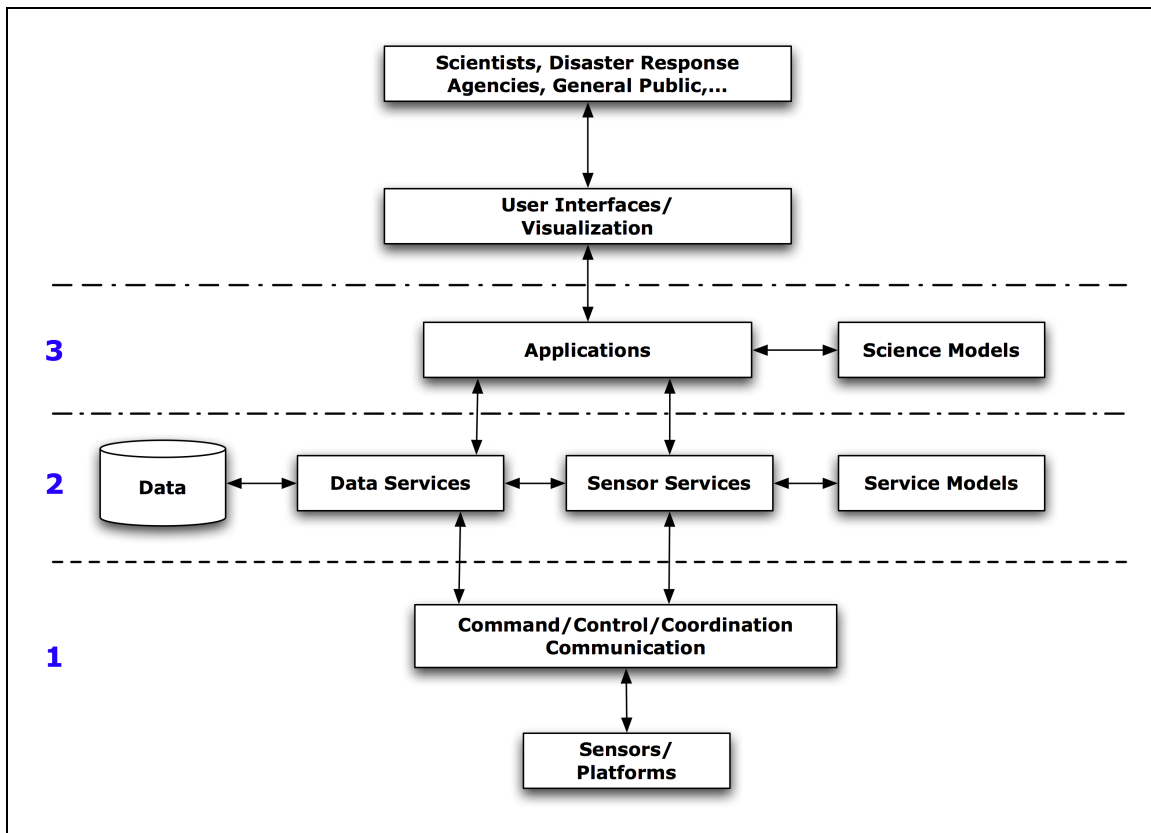 Scientists, Disaster Response
Agencies, General Public,...
User Interfaces/
Visualization
3
Applications
Science Models
2
Data
Data Services
Sensor Services
Service Models
Command/Control/Coordination
Communication
1
Sensors/
Platforms